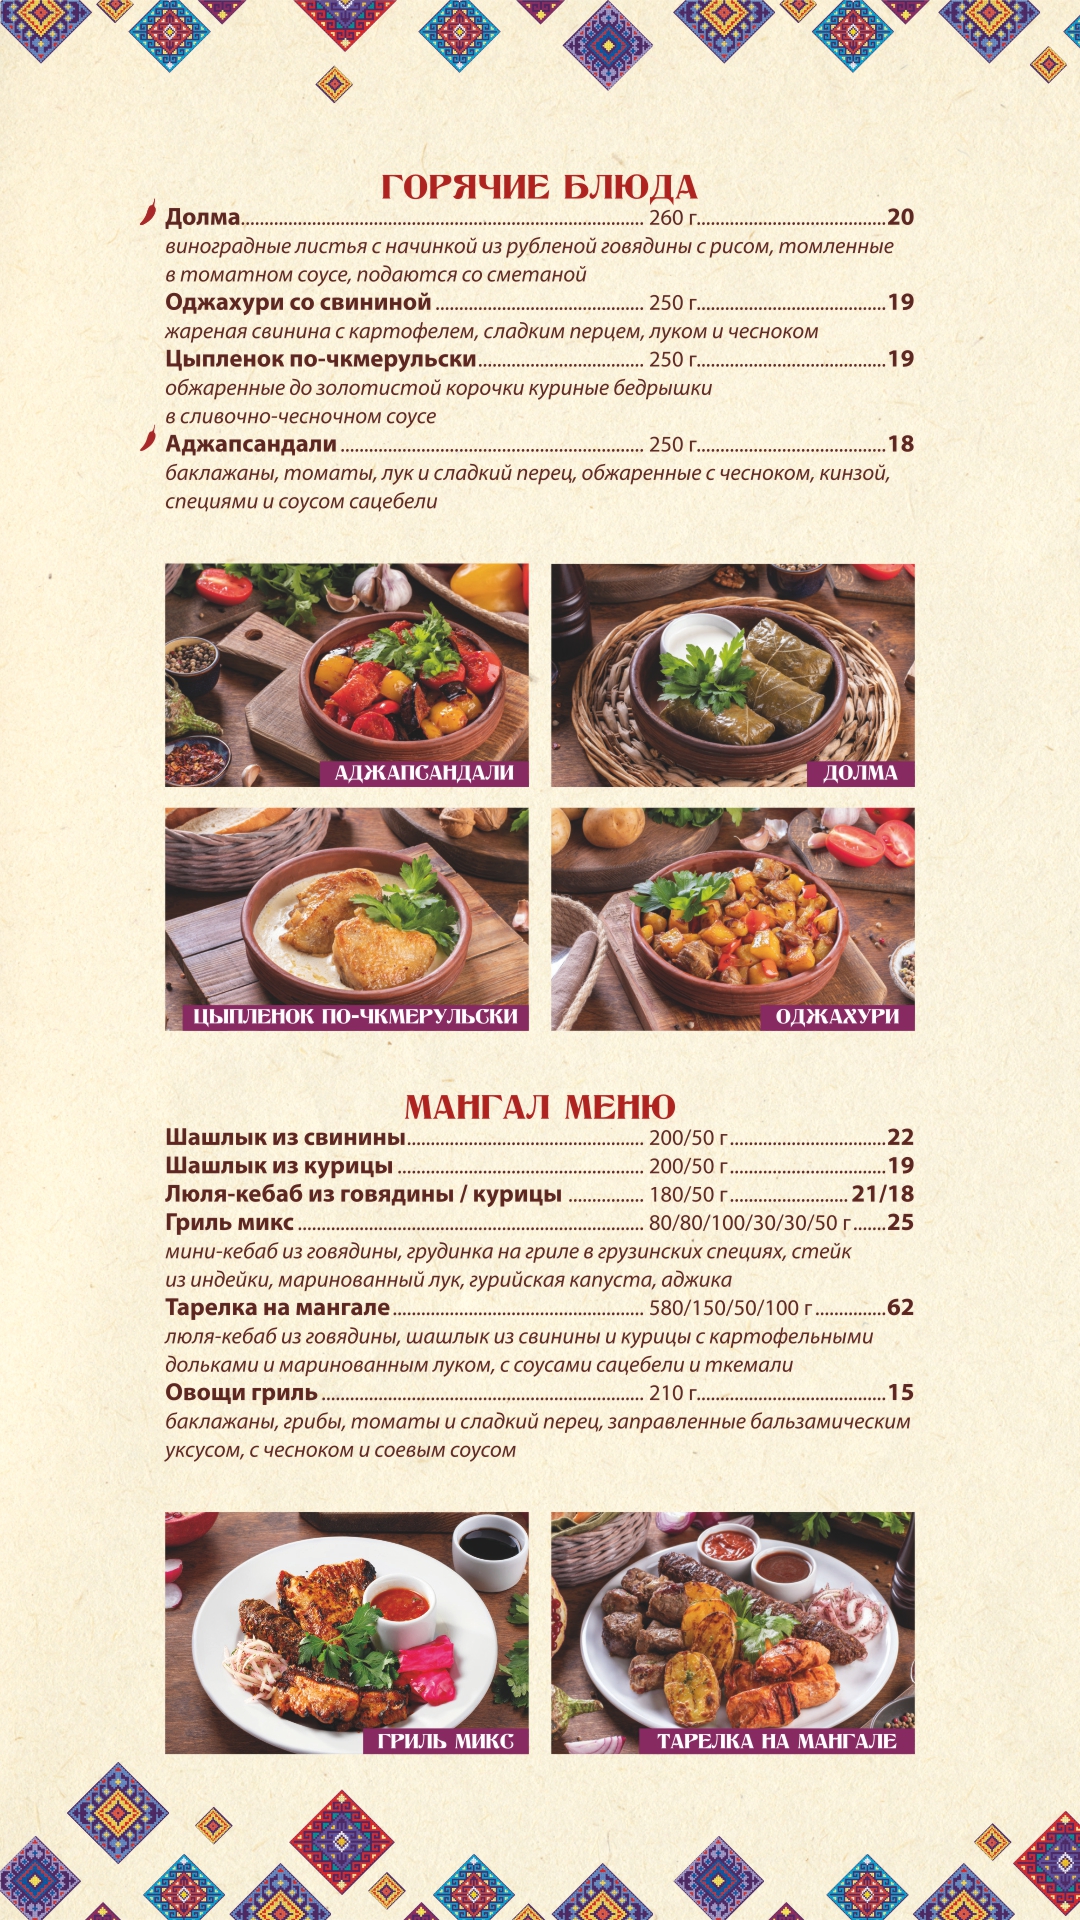 ГОРЯЧИЕ БЛЮДА
Долма.......... 260 г..........20
виноградные листья с начинкой из рубленой говядины с рисом, томленные
в томатном соусе, подаются со сметаной
Оджахури со свининой .......... 250 г..........19
жареная свинина с картофелем, сладким перцем, луком и чесноком
Цыпленок по-чкмерульски.......... 250 г..........19
обжаренные до золотистой корочки куриные бедрышки
в сливочно-чесночном соусе
Аджапсандали .......... 250 г..........18
баклажаны, томаты, лук и сладкий перец, обжаренные с чесноком, кинзой,
специями и соусом сацебели
АДЖАПСАНДАЛИ
ДОЛМА
ЦЫПЛЕНОК ПО-ЧКМЕРУЛЬСКИ
ОДЖАХУРИ
МАНГАЛ МЕНЮ
Шашлык из свинины.......... 200/50 г..........22
Шашлык из курицы .......... 200/50 г..........19
Люля-кебаб из говядины / курицы .......... 180/50 г.......... 21/18
Гриль микс .......... 80/80/100/30/30/50 г.......25
мини-кебаб из говядины, грудинка на гриле в грузинских специях, стейк
из индейки, маринованный лук, гурийская капуста, аджика
Тарелка на мангале .......... 580/150/50/100 г ..........62
люля-кебаб из говядины, шашлык из свинины и курицы с картофельными
дольками и маринованным луком, с соусами сацебели и ткемали
Овощи гриль .......... 210 г..........15
баклажаны, грибы, томаты и сладкий перец, заправленные бальзамическим
уксусом, с чесноком и соевым соусом
ГРИЛЬ МИКС
ТАРЕЛКА НА МАНГАЛЕ